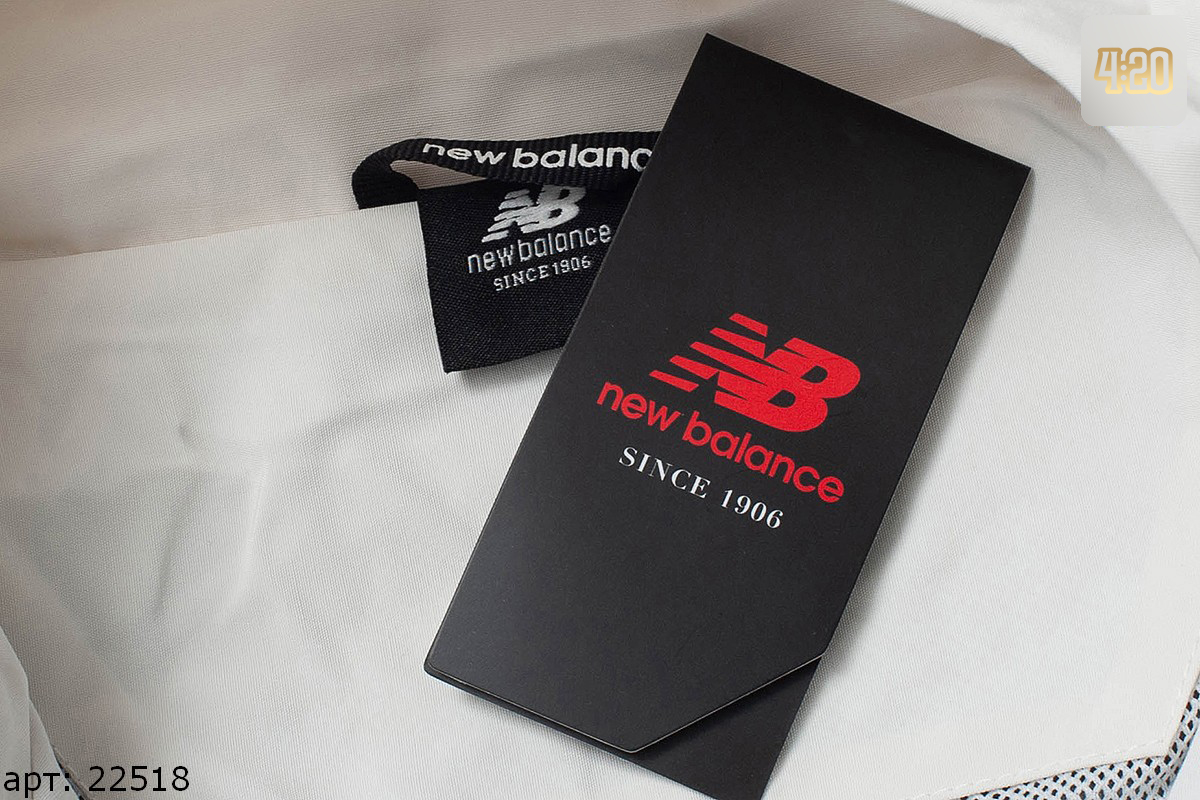 4:20
new balanc
NB
new balance
SINCE 1906
NB
new balance
SINCE 1906
арт: 22518